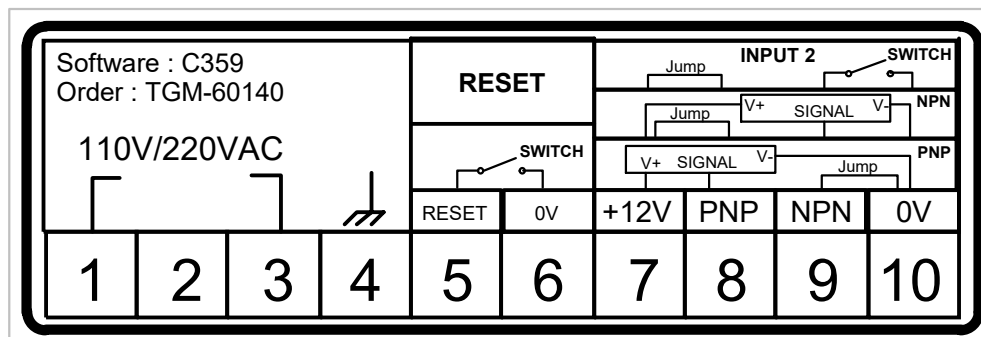 Software : C359
Order : TGM-60140
110V/220VAC
RESET
SWITCH
RESET 0V
INPUT 2
Jump SWITCH
Jump V+ SIGNAL V- NPN
V+ SIGNAL V- Jump PNP
+12V PNP NPN 0V
1 2 3 4 5 6 7 8 9 10